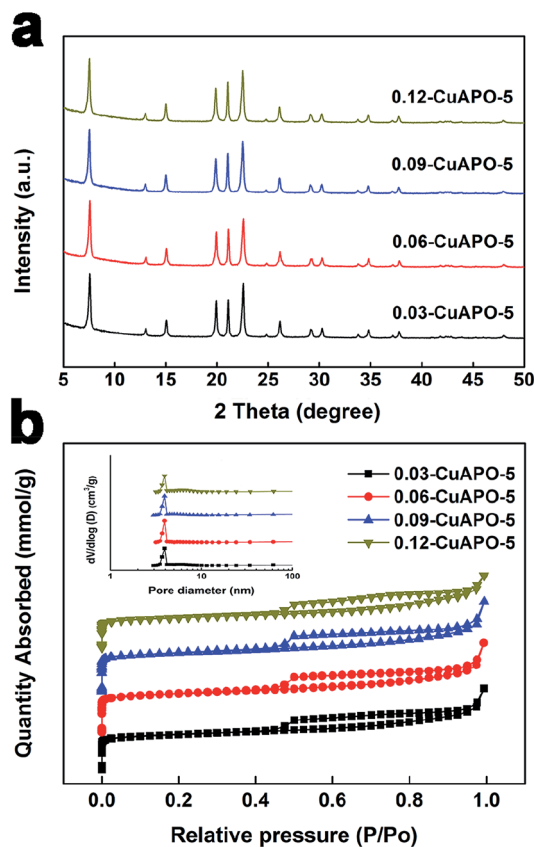 a
Intensity (a.u.)
0.12-CuAPO-5
0.09-CuAPO-5
0.06-CuAPO-5
0.03-CuAPO-5
5 10 15 20 25 30 35 40 45 50
2 Theta (degree)
b
Quantity Absorbed (mmol/g)
dV/dlog (D) (cm³/g)
1 10 100
Pore diameter (nm)
0.03-CuAPO-5
0.06-CuAPO-5
0.09-CuAPO-5
0.12-CuAPO-5
0.0 0.2 0.4 0.6 0.8 1.0
Relative pressure (P/Po)